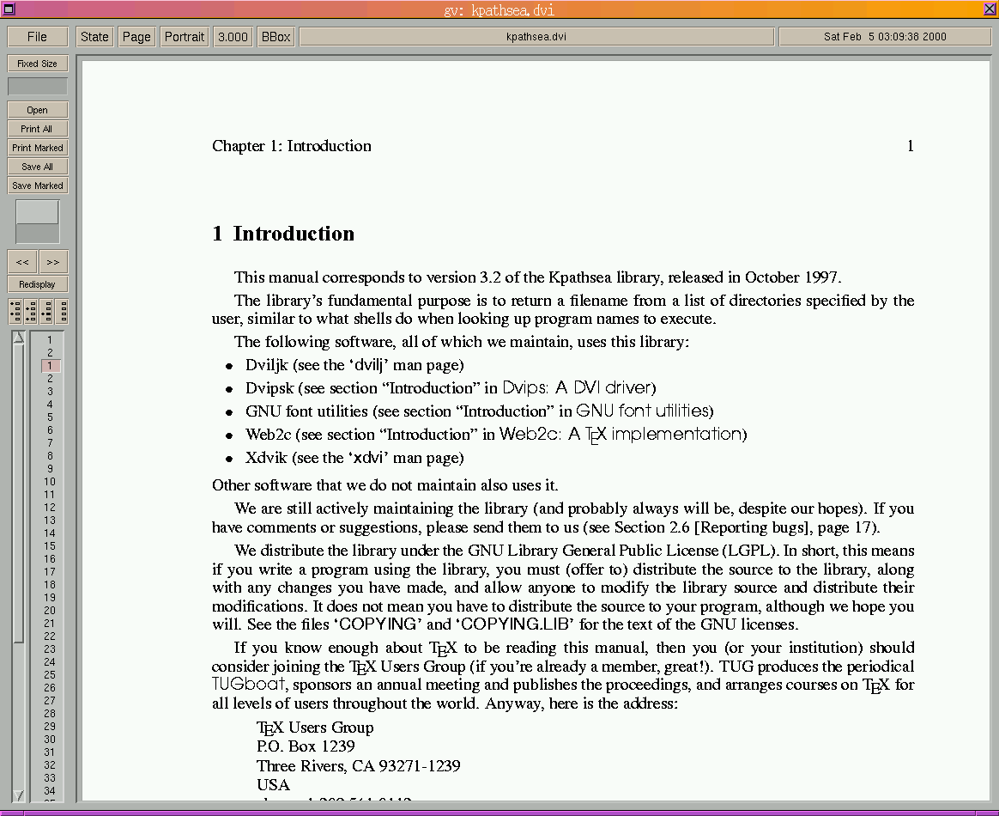 gv: kpathsea.dvi
File
State
Page
Portrait
3.000
BBox
kpathsea.dvi
Sat Feb 5 03:09:38 2000
Fixed Size
Open
Print All
Print Marked
Save All
Save Marked
<<
>>
Redisplay
1
2
1
2
3
4
5
6
7
8
9
10
11
12
13
14
15
16
17
18
19
20
21
22
23
24
25
26
27
28
29
30
31
32
33
34
Chapter 1: Introduction 1
1 Introduction
This manual corresponds to version 3.2 of the Kpathsea library, released in October 1997.
The library's fundamental purpose is to return a filename from a list of directories specified by the
user, similar to what shells do when looking up program names to execute.
The following software, all of which we maintain, uses this library:
• Dviljk (see the ‘dvilj’ man page)
• Dvipsk (see section “Introduction” in Dvips: A DVI driver)
• GNU font utilities (see section “Introduction” in GNU font utilities)
• Web2c (see section “Introduction” in Web2c: A TEX implementation)
• Xdvik (see the ‘xdvi’ man page)
Other software that we do not maintain also uses it.
We are still actively maintaining the library (and probably always will be, despite our hopes). If you
have comments or suggestions, please send them to us (see Section 2.6 [Reporting bugs], page 17).
We distribute the library under the GNU Library General Public License (LGPL). In short, this means
if you write a program using the library, you must (offer to) distribute the source to the library, along
with any changes you have made, and allow anyone to modify the library source and distribute their
modifications. It does not mean you have to distribute the source to your program, although we hope you
will. See the files ‘COPYING’ and ‘COPYING.LIB’ for the text of the GNU licenses.
If you know enough about TEX to be reading this manual, then you (or your institution) should
consider joining the TEX Users Group (if you're already a member, great!). TUG produces the periodical
TUGboat, sponsors an annual meeting and publishes the proceedings, and arranges courses on TEX for
all levels of users throughout the world. Anyway, here is the address:
TEX Users Group
P.O. Box 1239
Three Rivers, CA 93271-1239
USA